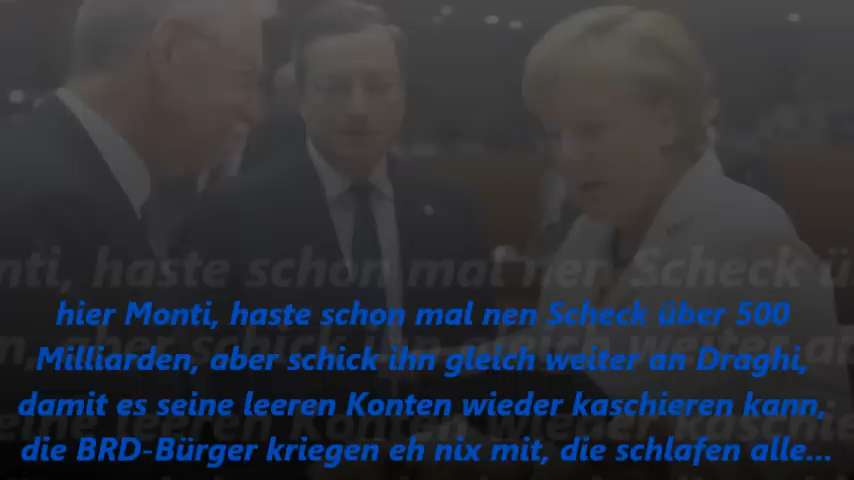 hier Monti, haste schon mal nen Scheck über 500
Milliarden, aber schick ihn gleich weiter an Draghi,
damit es seine leeren Konten wieder kaschieren kann,
die BRD-Bürger kriegen eh nix mit, die schlafen alle...